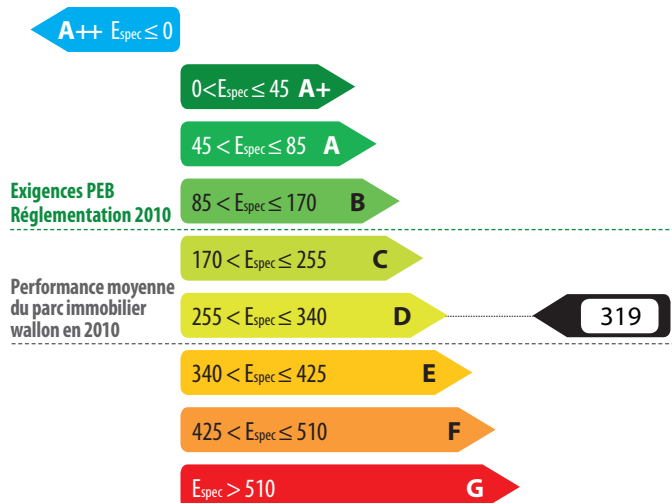 A++ Espec ≤ 0
0 < Espec ≤ 45 A+
45 < Espec ≤ 85 A
Exigences PEB
Réglementation 2010
85 < Espec ≤ 170 B
170 < Espec ≤ 255 C
Performance moyenne
du parc immobilier
wallon en 2010
255 < Espec ≤ 340 D
319
340 < Espec ≤ 425 E
425 < Espec ≤ 510 F
Espec > 510 G